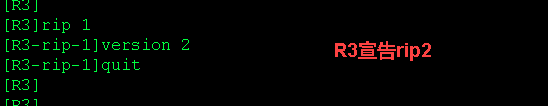 [R3]
[R3]rip 1
[R3-rip-1]version 2
R3宣告rip2
[R3-rip-1]quit
[R3]
[R3]